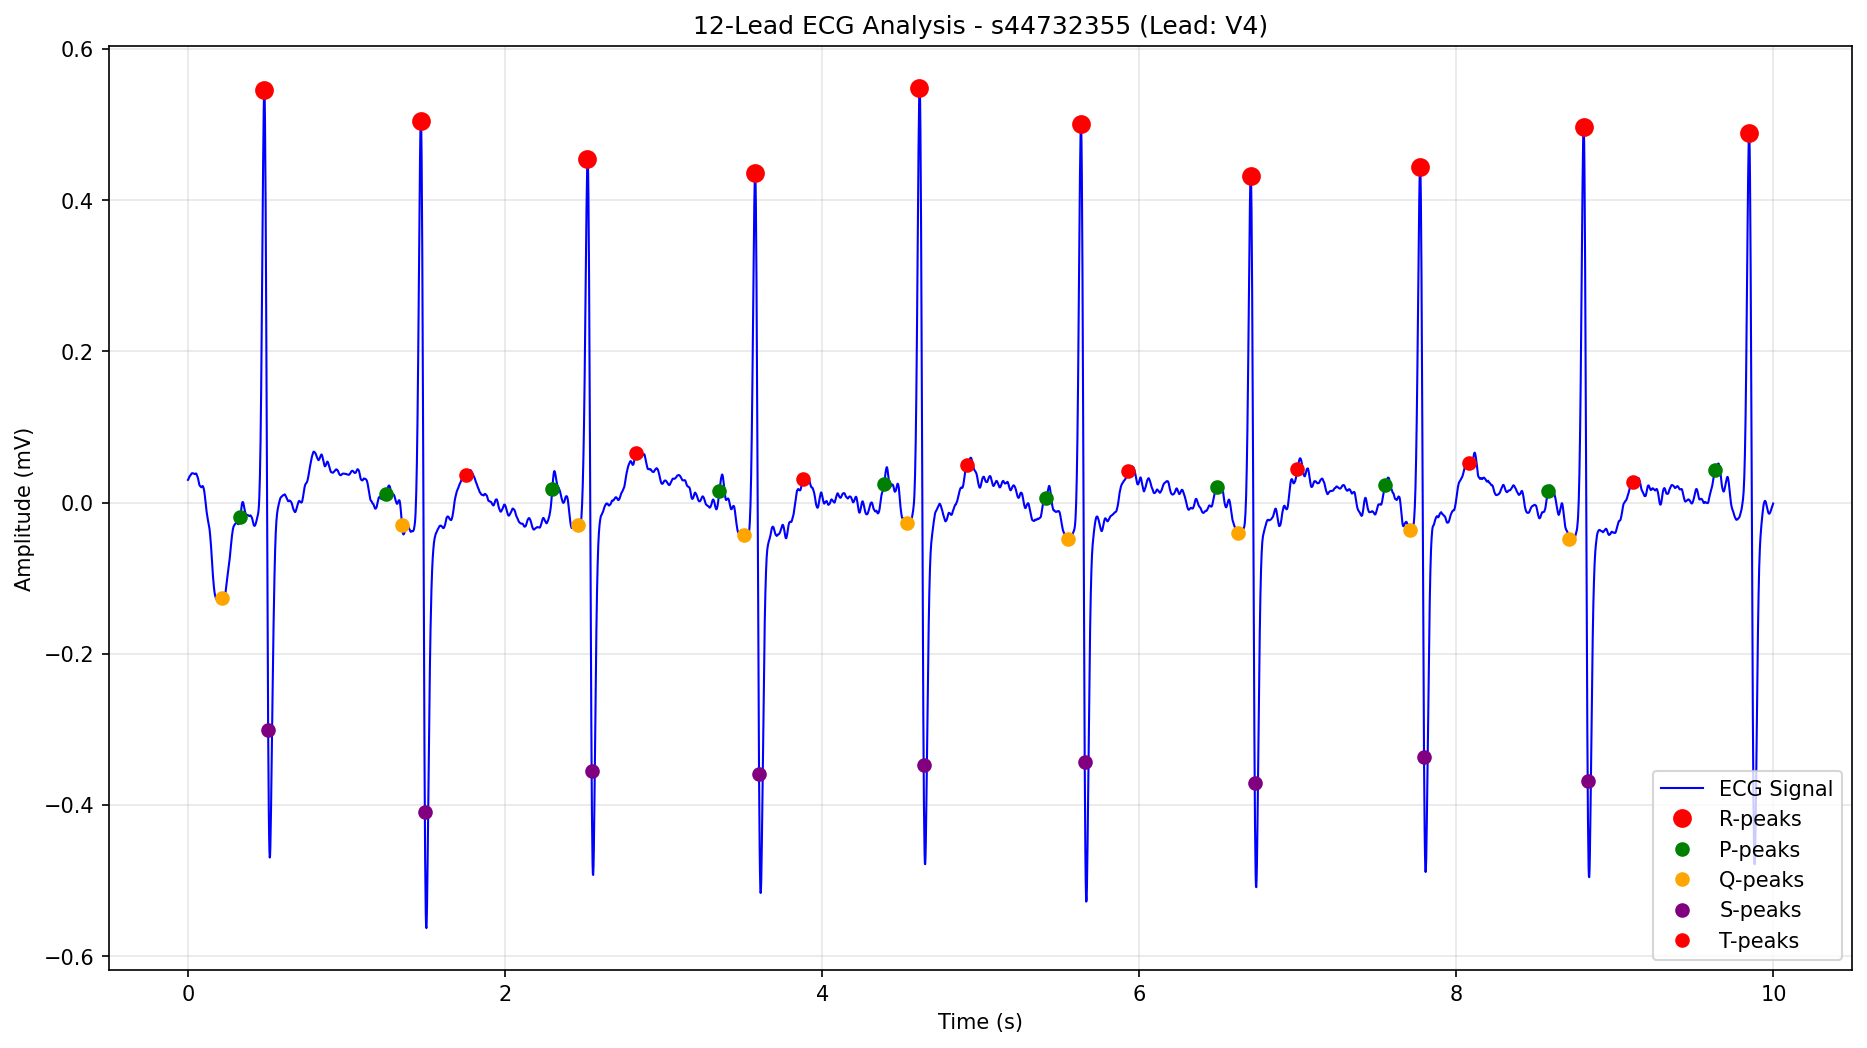 12-Lead ECG Analysis - s44732355 (Lead: V4)
0.6
0.4
0.2
0.0
−0.2
−0.4
−0.6
Amplitude (mV)
ECG Signal
R-peaks
P-peaks
Q-peaks
S-peaks
T-peaks
0 2 4 6 8 10
Time (s)